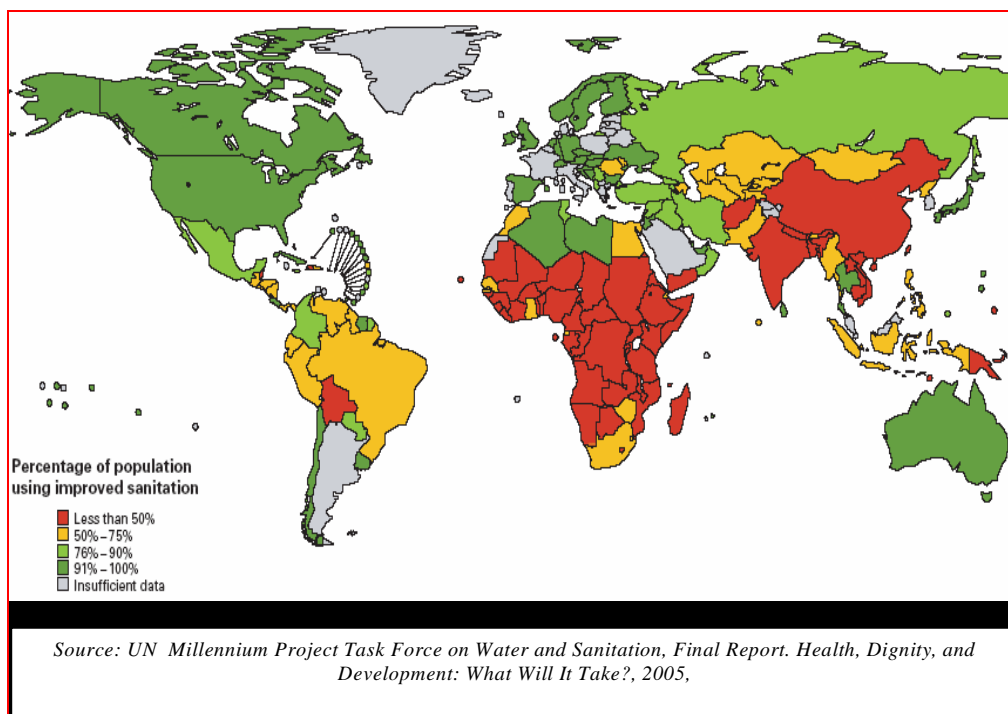 Percentage of population
using improved sanitation
Less than 50%
50%–75%
76%–90%
91%–100%
Insufficient data
Source: UN Millennium Project Task Force on Water and Sanitation, Final Report. Health, Dignity, and
Development: What Will It Take?, 2005,